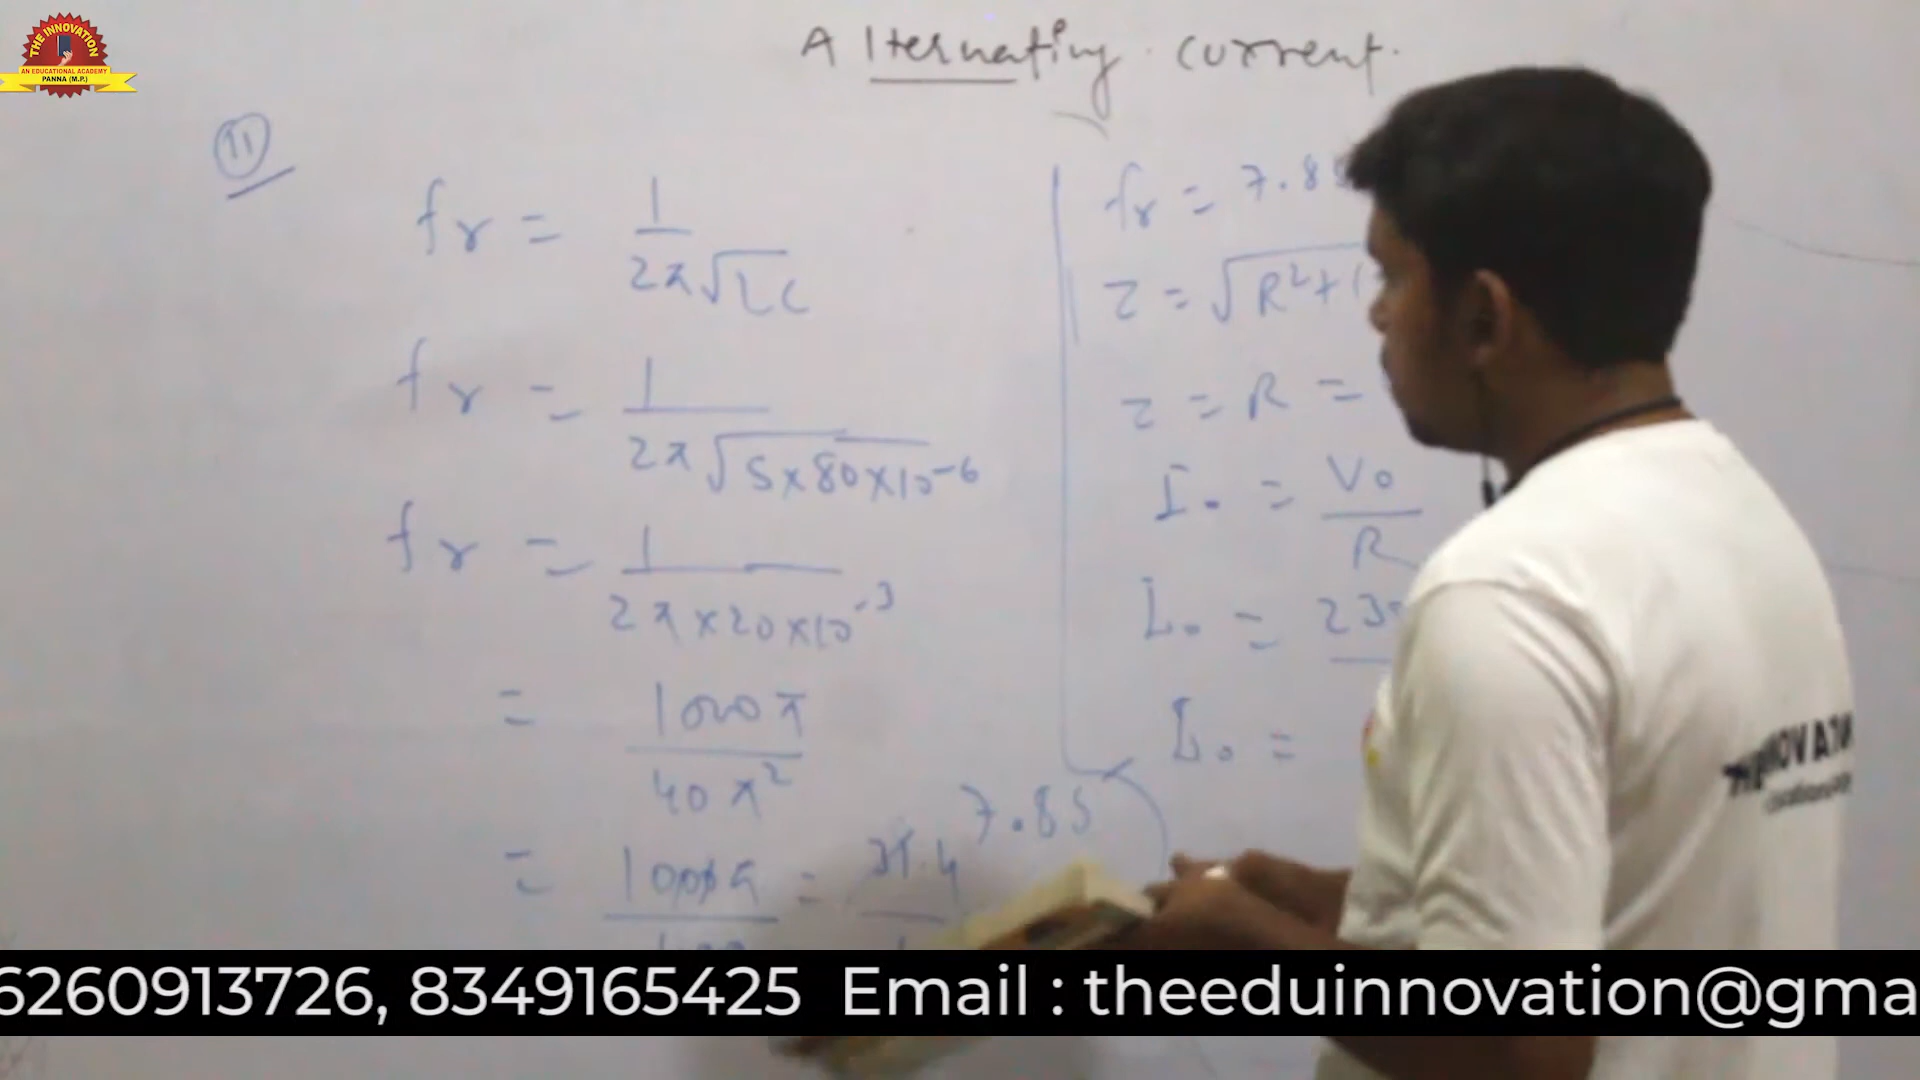 THE INNOVATION
AN EDUCATIONAL ACADEMY
PANNA (M.P.)
Alternating current.
11
fr = 1 / 2π√LC
fr = 1 / 2π√5×80×10⁻⁶
fr = 1 / 2π×20×10⁻³
= 1000π / 40π²
= 31.4
7.85
fr = 7.8
Z = √R²+(
Z = R =
I₀ = V₀ / R
I₀ = 23
I₀ =
6260913726, 8349165425 Email : theeduinnovation@gma